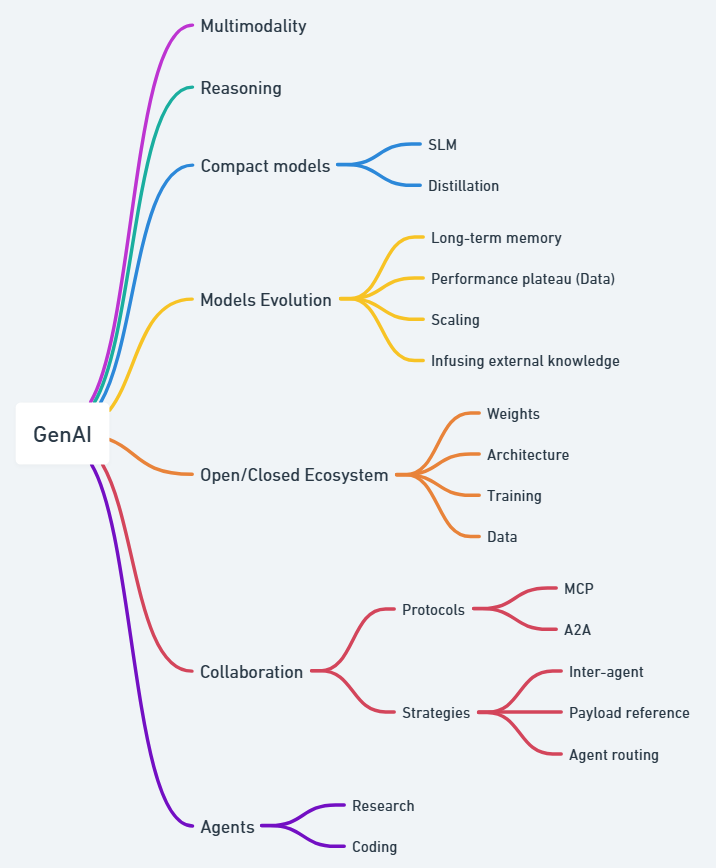 GenAI
Multimodality
Reasoning
Compact models
SLM
Distillation
Models Evolution
Long-term memory
Performance plateau (Data)
Scaling
Infusing external knowledge
Open/Closed Ecosystem
Weights
Architecture
Training
Data
Collaboration
Protocols
MCP
A2A
Strategies
Inter-agent
Payload reference
Agent routing
Agents
Research
Coding